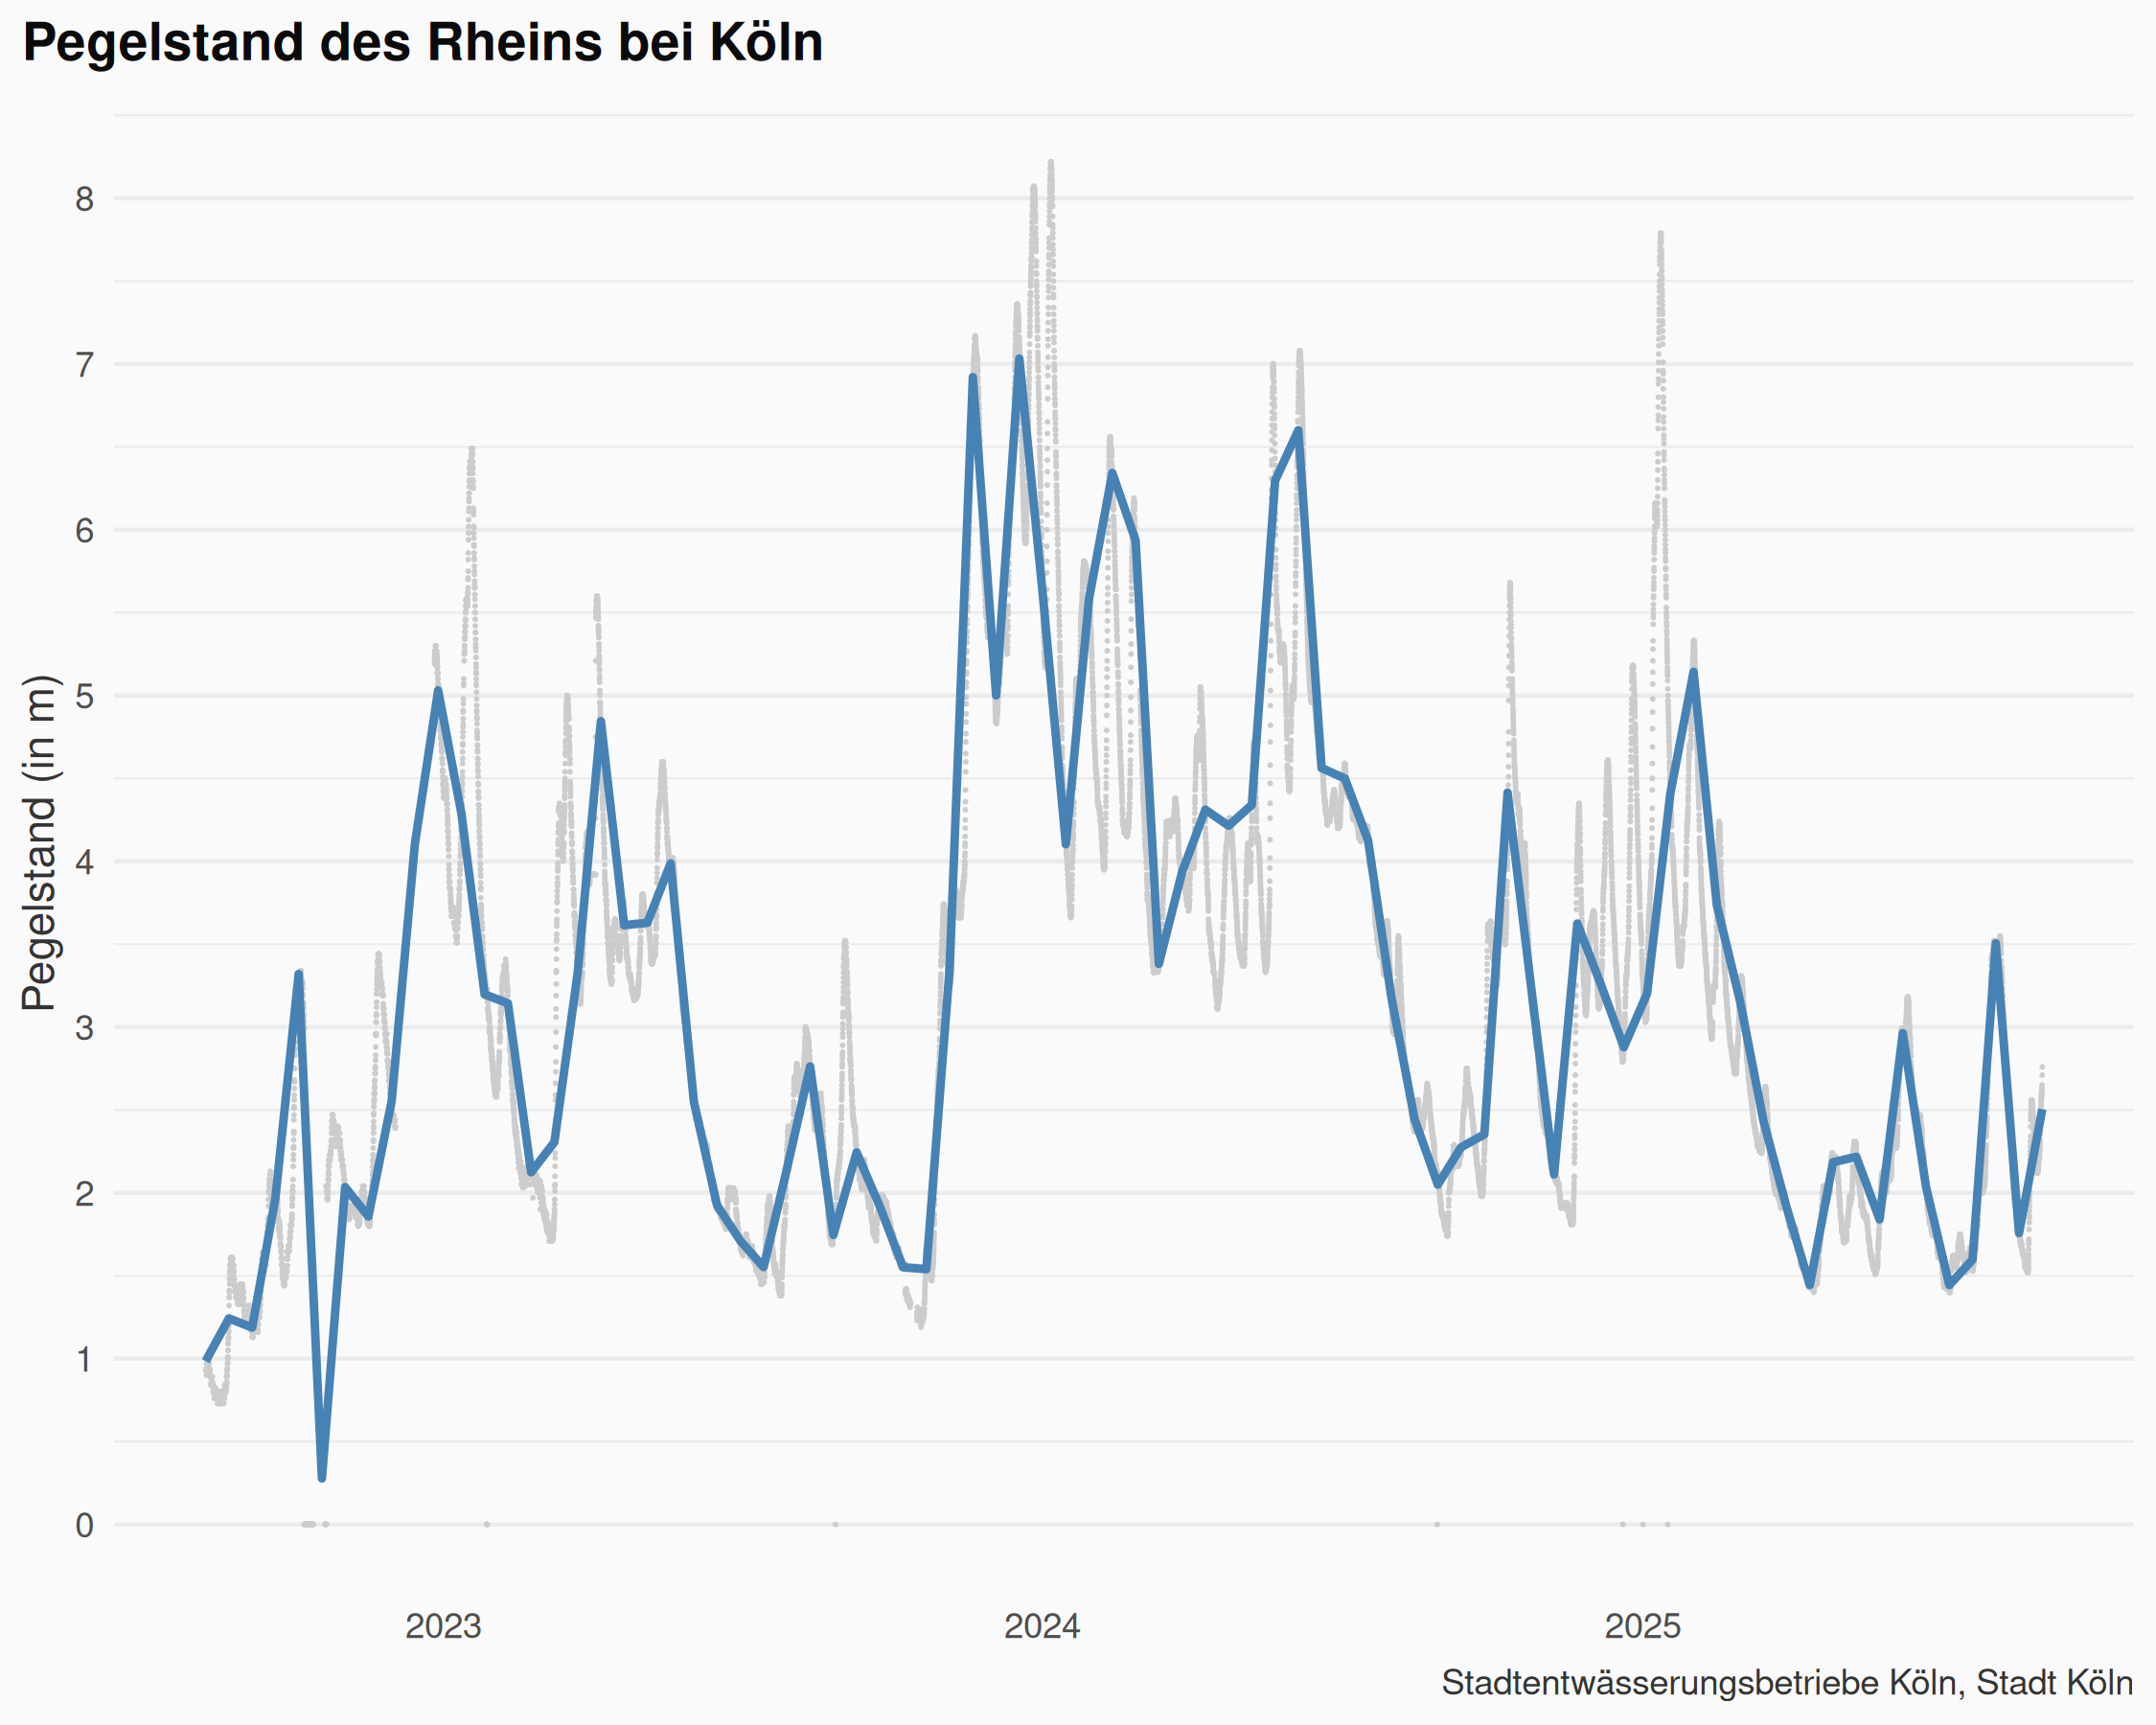 Pegelstand des Rheins bei Köln
Pegelstand (in m)
8
7
6
5
4
3
2
1
0
2023 2024 2025
Stadtentwässerungsbetriebe Köln, Stadt Köln